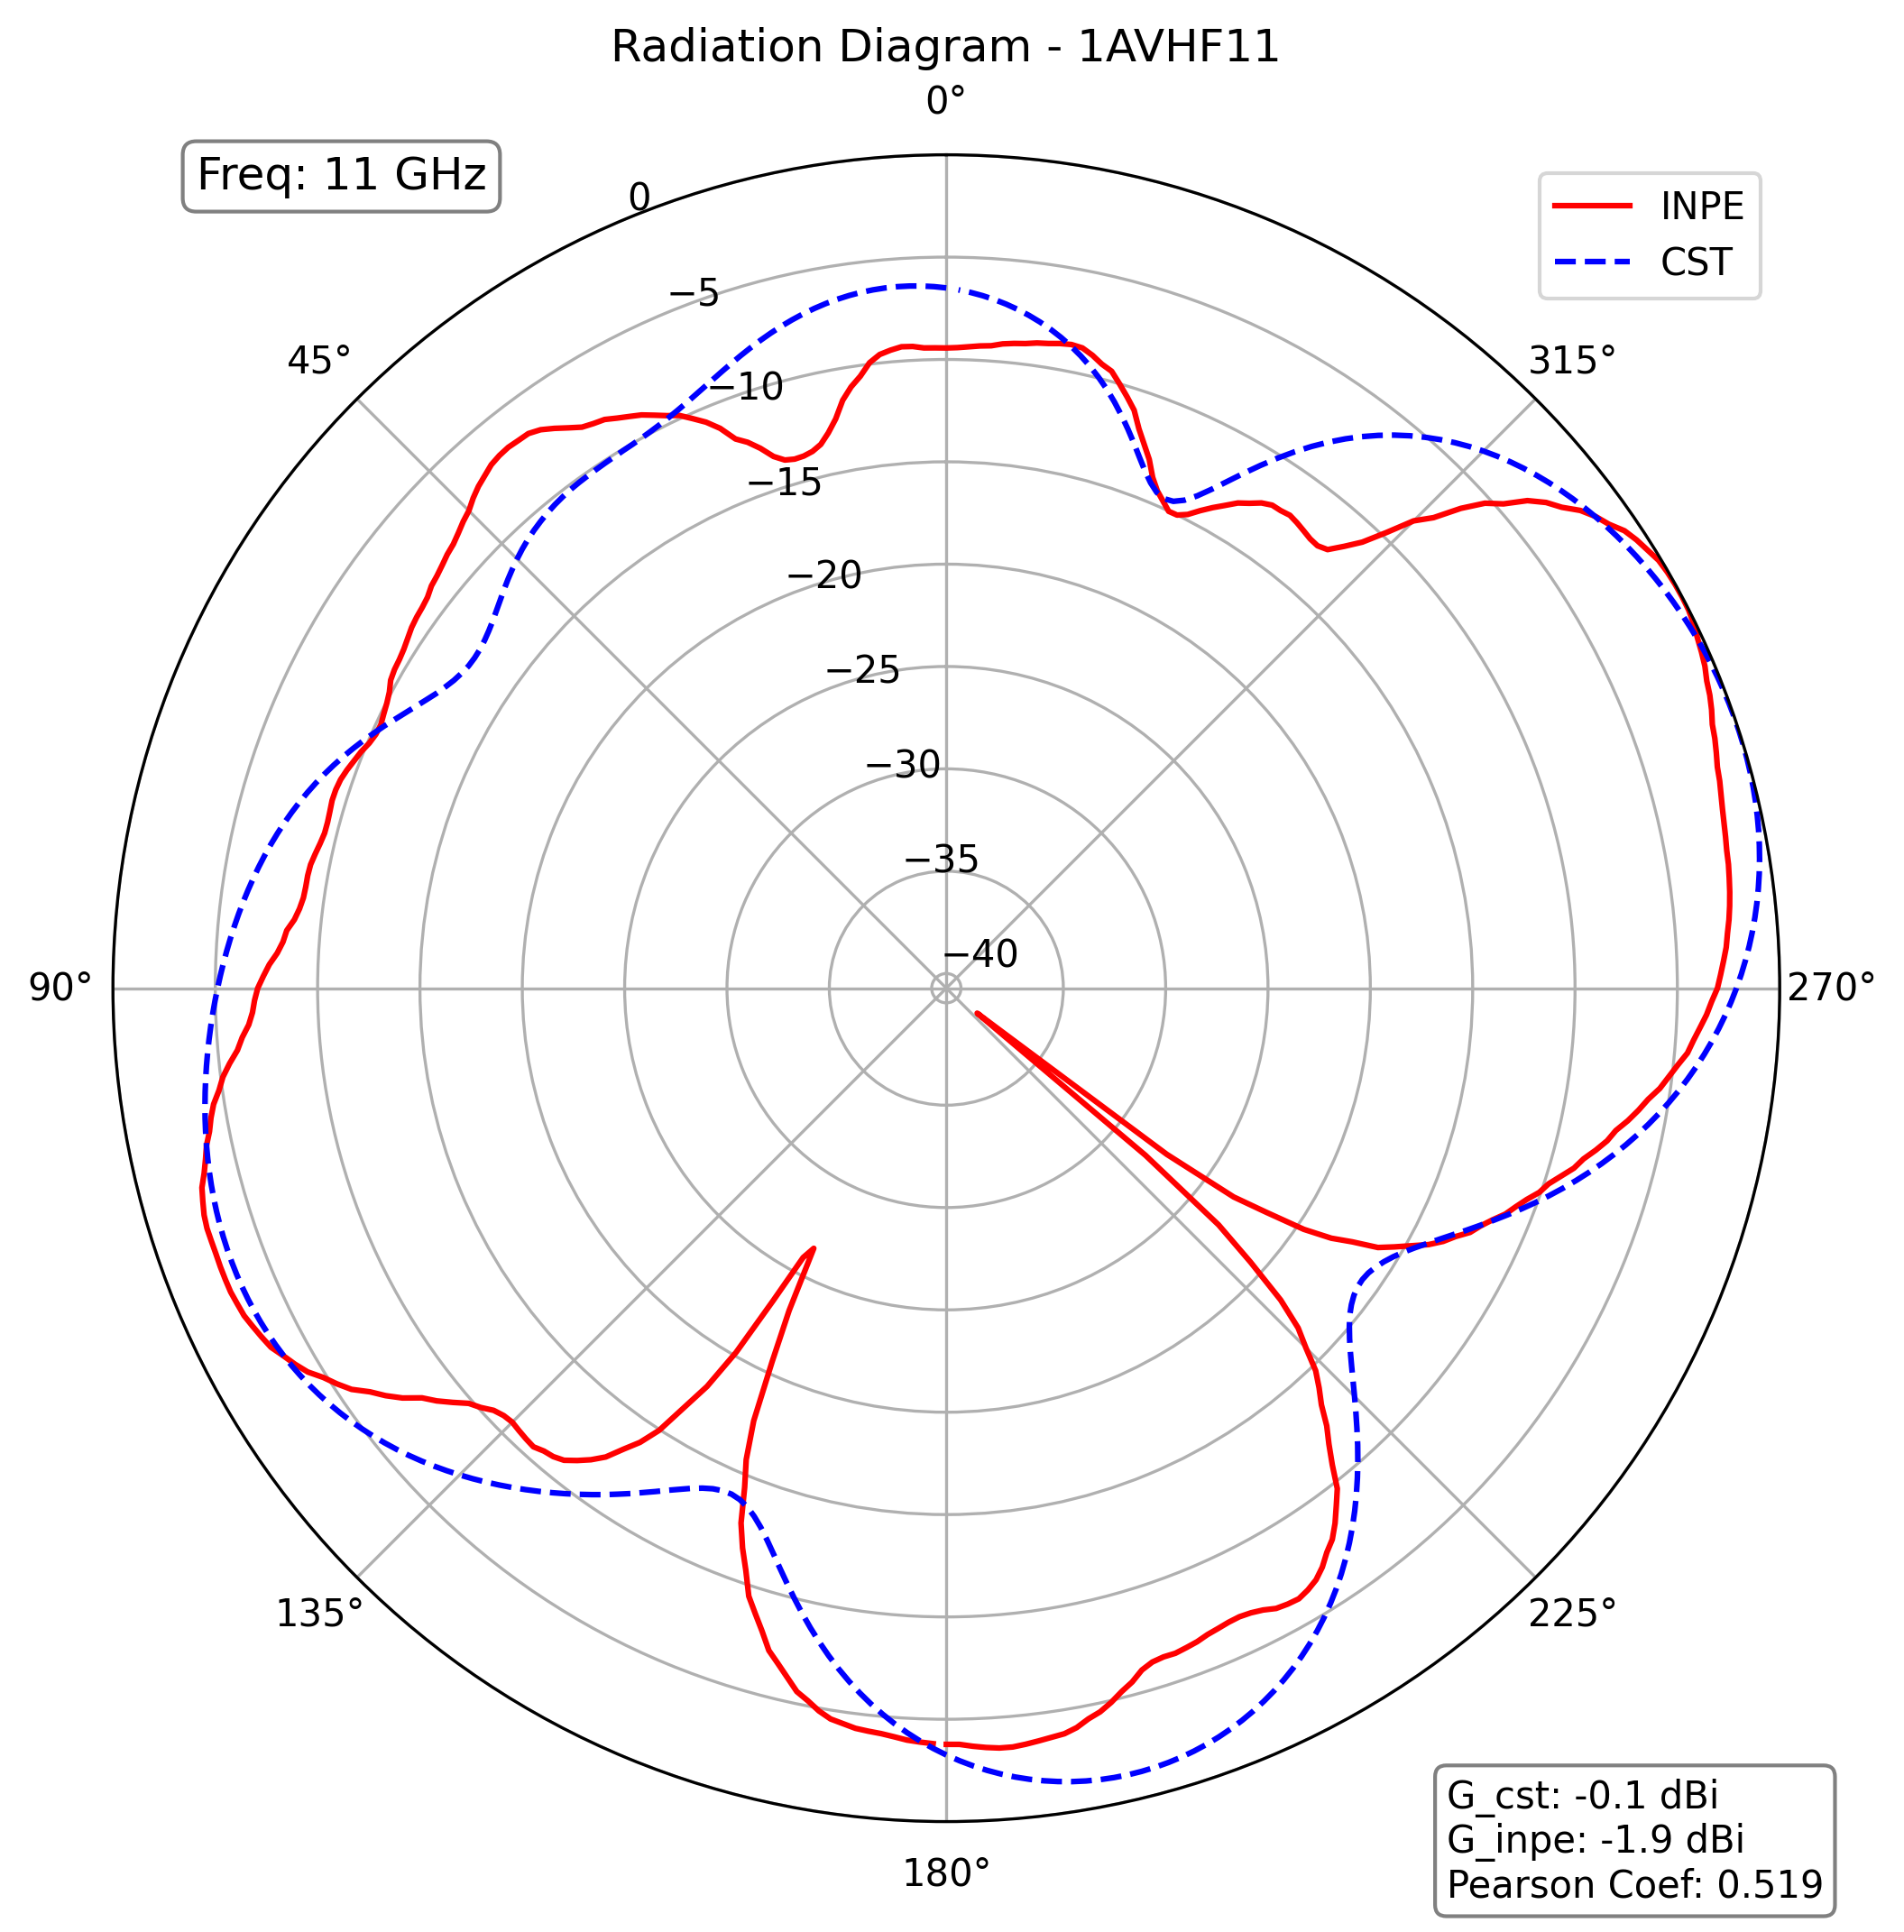 Radiation Diagram - 1AVHF11
0°
Freq: 11 GHz
0
INPE
CST
−5
45°
315°
−10
−15
−20
−25
−30
−35
−40
90°
270°
135°
225°
180°
G_cst: -0.1 dBi
G_inpe: -1.9 dBi
Pearson Coef: 0.519